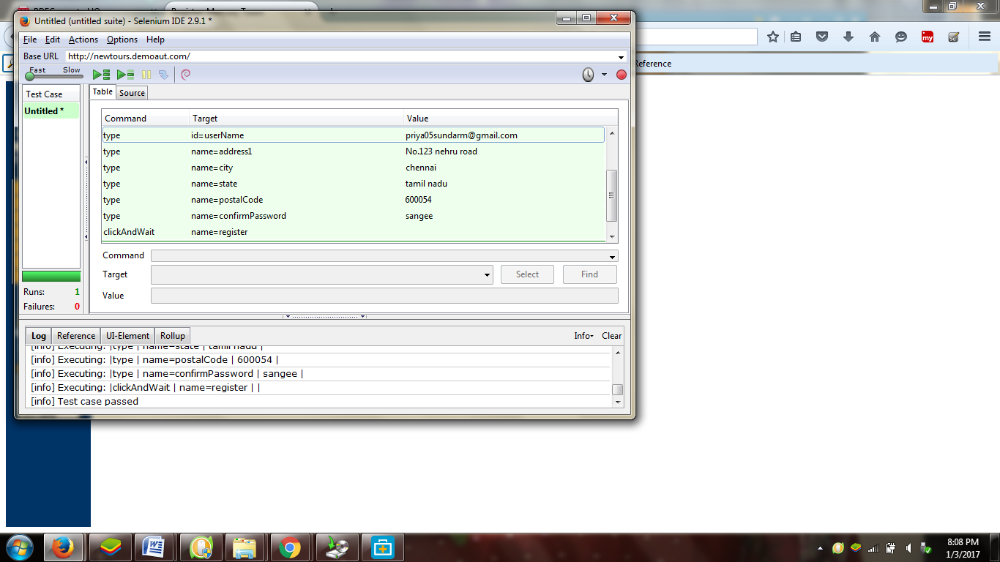 Untitled (untitled suite) - Selenium IDE 2.9.1 *
File Edit Actions Options Help
Base URL http://newtours.demoaut.com/
Fast Slow
Reference
Test Case
Untitled *
Table Source
Command Target Value
type id=userName priya05sundarm@gmail.com
type name=address1 No.123 nehru road
type name=city chennai
type name=state tamil nadu
type name=postalCode 600054
type name=confirmPassword sangee
clickAndWait name=register
Command
Target Select Find
Value
Runs: 1
Failures: 0
Log Reference UI-Element Rollup Info Clear
[info] Executing: |type | name=state | tamil nadu |
[info] Executing: |type | name=postalCode | 600054 |
[info] Executing: |type | name=confirmPassword | sangee |
[info] Executing: |clickAndWait | name=register | |
[info] Test case passed
my
Se
W
8:08 PM
1/3/2017